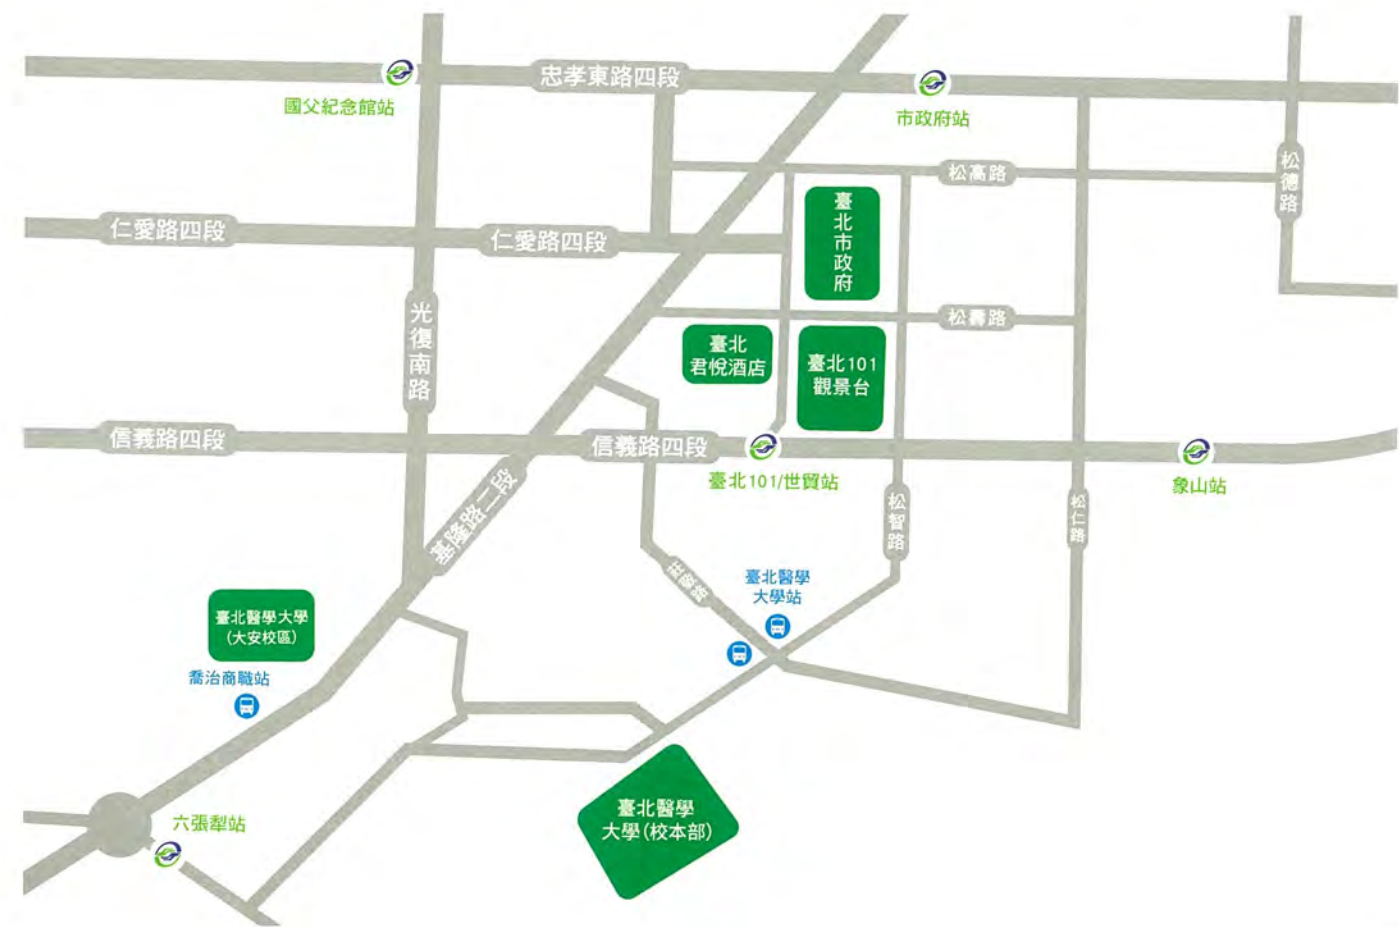 忠孝東路四段
國父紀念館站
市政府站
松高路
松德路
臺北市政府
仁愛路四段
仁愛路四段
光復南路
松壽路
臺北
君悅酒店
臺北101
觀景台
信義路四段
信義路四段
臺北101/世貿站
象山站
基隆路二段
松智路
松仁路
莊敬路
臺北醫學
大學站
臺北醫學大學
(大安校區)
喬治商職站
六張犁站
臺北醫學
大學(校本部)